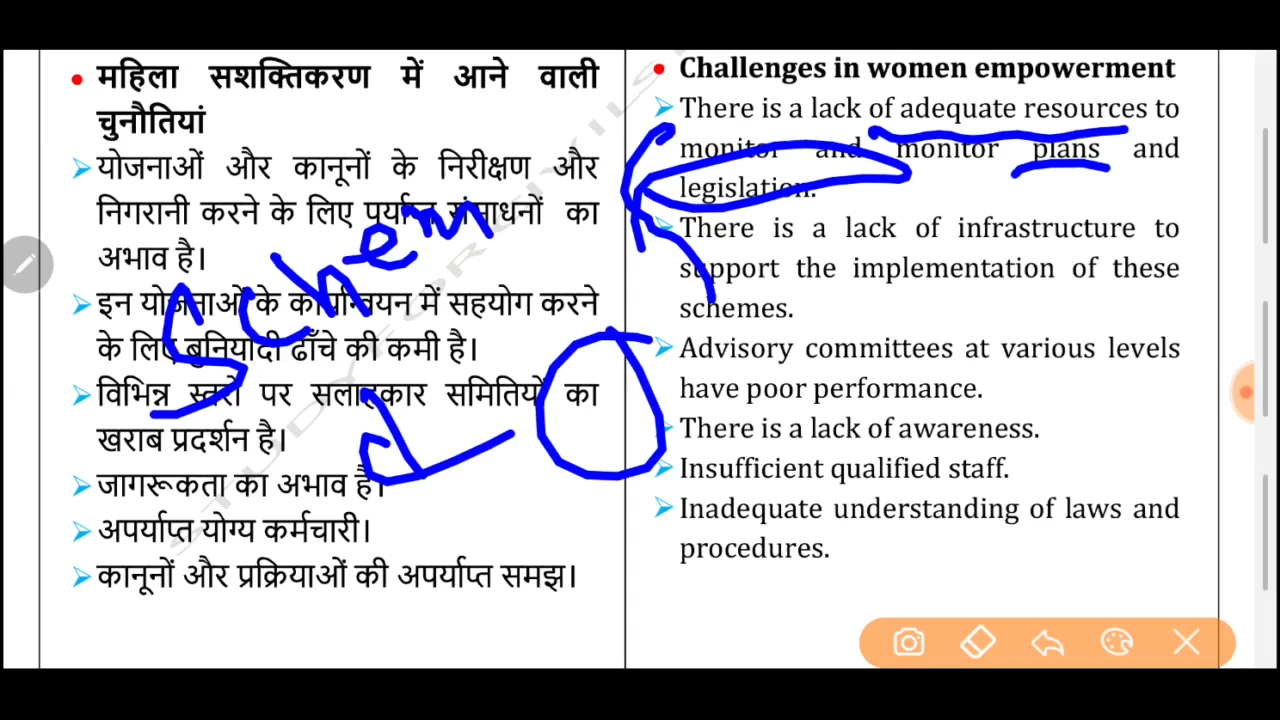 महिला सशक्तिकरण में आने वाली
चुनौतियां
योजनाओं और कानूनों के निरीक्षण और
निगरानी करने के लिए पर्याप्त संसाधनों का
अभाव है।
इन योजनाओं के कार्यान्वयन में सहयोग करने
के लिए बुनियादी ढाँचे की कमी है।
विभिन्न स्तरों पर सलाहकार समितियों का
खराब प्रदर्शन है।
जागरूकता का अभाव है।
अपर्याप्त योग्य कर्मचारी।
कानूनों और प्रक्रियाओं की अपर्याप्त समझ।
Challenges in women empowerment
There is a lack of adequate resources to
monitor and monitor plans and
legislation.
There is a lack of infrastructure to
support the implementation of these
schemes.
Advisory committees at various levels
have poor performance.
There is a lack of awareness.
Insufficient qualified staff.
Inadequate understanding of laws and
procedures.
Schem